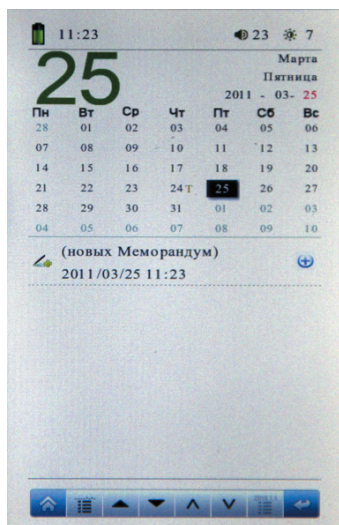 11:23 23 7
25
Марта
Пятница
2011 - 03- 25
Пн Вт Ср Чт Пт Сб Вс
28 01 02 03 04 05 06
07 08 09 10 11 12 13
14 15 16 17 18 19 20
21 22 23 24 T 25 26 27
28 29 30 31 01 02 03
04 05 06 07 08 09 10
(новых Меморандум)
2011/03/25 11:23